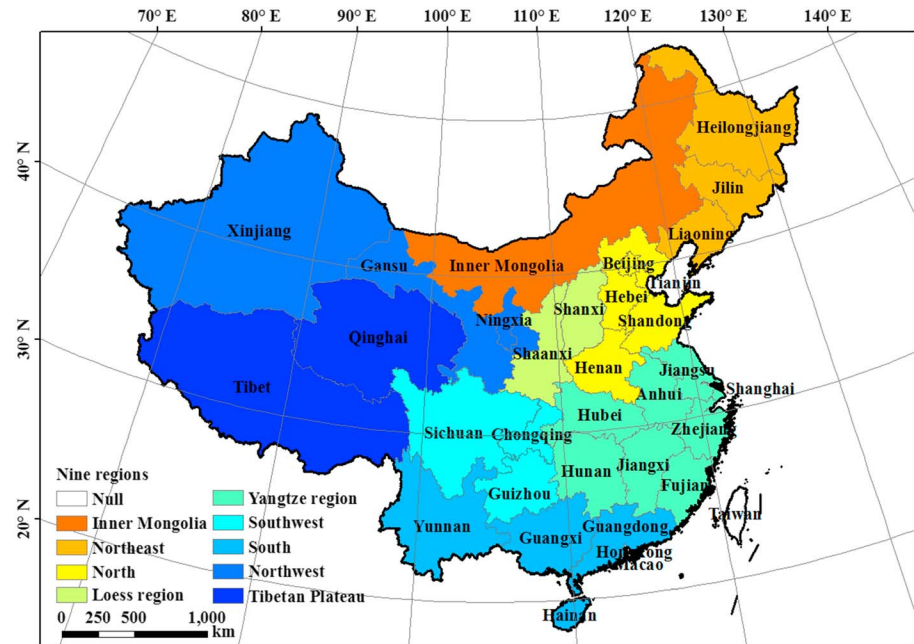 70° E 80° E 90° E 100° E 110° E 120° E 130° E 140° E
40° N
30° N
20° N
Heilongjiang
Jilin
Liaoning
Xinjiang
Gansu
Inner Mongolia
Beijing
Tianjin
Hebei
Shanxi
Shandong
Ningxia
Qinghai
Shaanxi
Henan
Jiangsu
Tibet
Anhui
Shanghai
Hubei
Zhejiang
Sichuan
Chongqing
Hunan
Jiangxi
Guizhou
Fujian
Taiwan
Yunnan
Guangxi
Guangdong
Hongkong
Macao
Hainan
Nine regions
Null
Inner Mongolia
Northeast
North
Loess region
Yangtze region
Southwest
South
Northwest
Tibetan Plateau
0 250 500 1,000
km